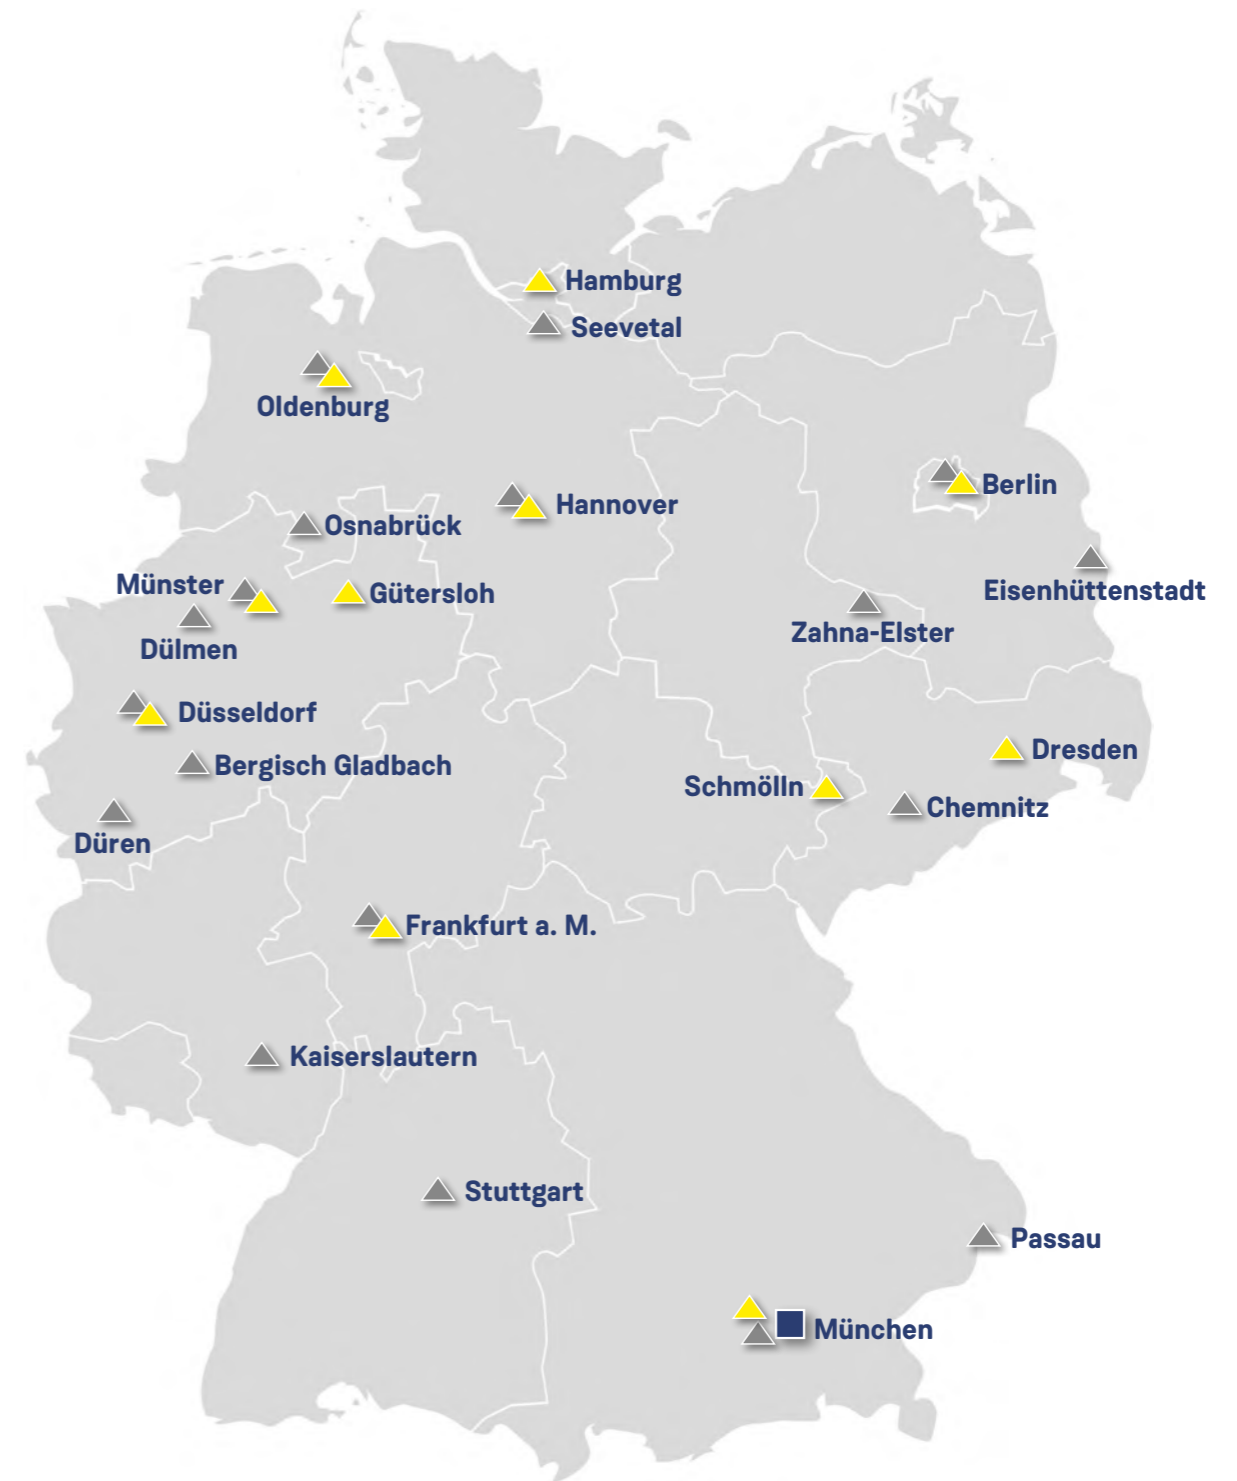 Hamburg
Seevetal
Oldenburg
Berlin
Hannover
Osnabrück
Münster
Gütersloh
Eisenhüttenstadt
Zahna-Elster
Dülmen
Düsseldorf
Dresden
Bergisch Gladbach
Schmölln
Chemnitz
Düren
Frankfurt a. M.
Kaiserslautern
Stuttgart
Passau
München